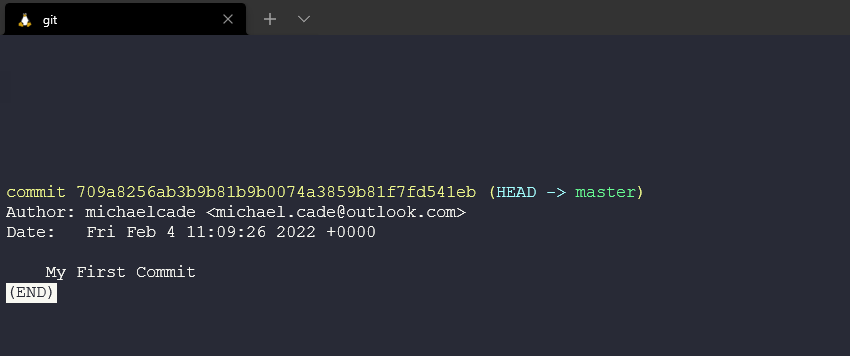 git
commit 709a8256ab3b9b81b9b0074a3859b81f7fd541eb (HEAD -> master)
Author: michaelcade <michael.cade@outlook.com>
Date:   Fri Feb 4 11:09:26 2022 +0000
My First Commit
(END)